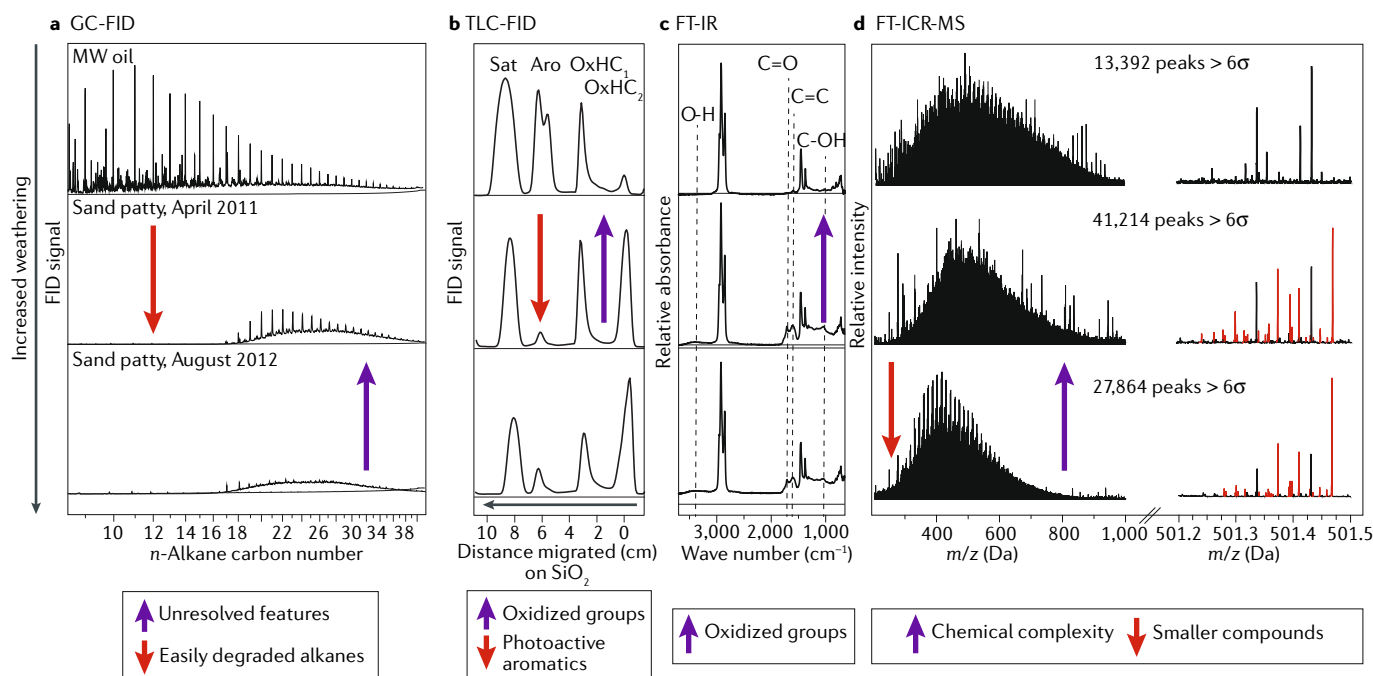 a GC-FID
b TLC-FID
c FT-IR
d FT-ICR-MS
Increased weathering
FID signal
MW oil
Sand patty, April 2011
Sand patty, August 2012
10 12 14 16 18 22 26 30 34 38
n-Alkane carbon number
FID signal
Sat Aro OxHC₁
OxHC₂
10 8 6 4 2 0
Distance migrated (cm)
on SiO₂
Relative absorbance
O-H
C=O
C=C
C-OH
3,000 2,000 1,000
Wave number (cm⁻¹)
Relative intensity
13,392 peaks > 6σ
41,214 peaks > 6σ
27,864 peaks > 6σ
400 600 800 1,000
m/z (Da)
501.2 501.3 501.4 501.5
m/z (Da)
Unresolved features
Easily degraded alkanes
Oxidized groups
Photoactive
aromatics
Oxidized groups
Chemical complexity
Smaller compounds